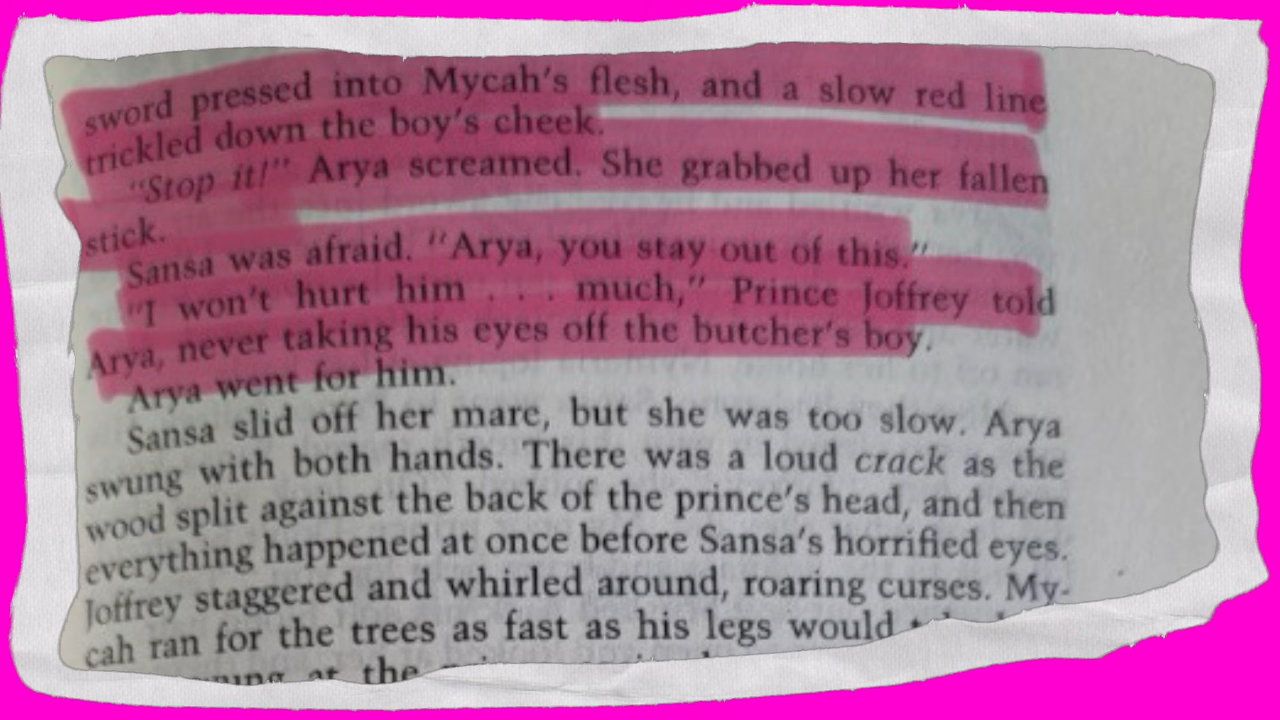 sword pressed into Mycah's flesh, and a slow red line
trickled down the boy's cheek.
"Stop it!" Arya screamed. She grabbed up her fallen
stick.
Sansa was afraid. "Arya, you stay out of this."
"I won't hurt him . . . much," Prince Joffrey told
Arya, never taking his eyes off the butcher's boy.
Arya went for him.
Sansa slid off her mare, but she was too slow. Arya
swung with both hands. There was a loud crack as the
wood split against the back of the prince's head, and then
everything happened at once before Sansa's horrified eyes.
Joffrey staggered and whirled around, roaring curses. My-
cah ran for the trees as fast as his legs would
at the